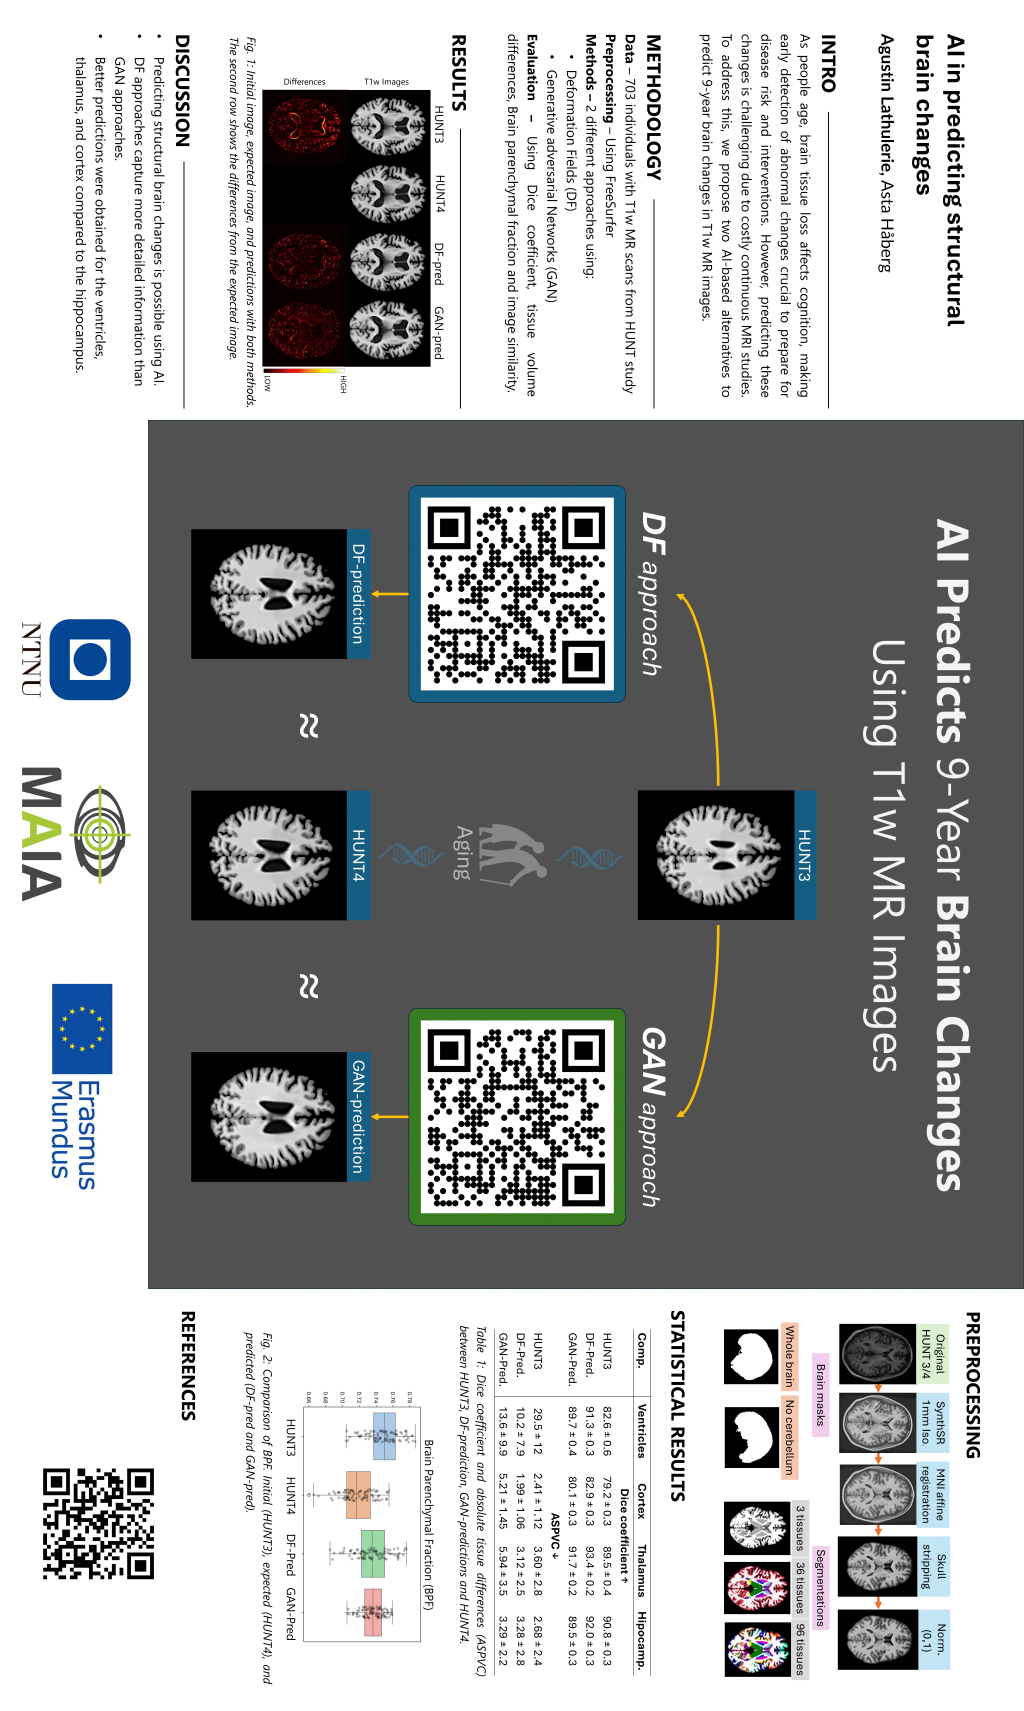 AI in predicting structural
brain changes
Agustin Lathulerie, Asta Håberg
INTRO
As people age, brain tissue loss affects cognition, making
early detection of abnormal changes crucial to prepare for
disease risk and interventions. However, predicting these
changes is challenging due to costly continuous MRI studies.
To address this, we propose two AI-based alternatives to
predict 9-year brain changes in T1w MR images.
METHODOLOGY
Data – 703 individuals with T1w MR scans from HUNT study
Preprocessing – Using FreeSurfer
Methods – 2 different approaches using:
• Deformation Fields (DF)
• Generative adversarial Networks (GAN)
Evaluation – Using Dice coefficient, tissue volume
differences, Brain parenchymal fraction and image similarity.
RESULTS
HUNT3 HUNT4 DF-pred GAN-pred
T1w Images
Differences
HIGH
LOW
Fig. 1: Initial image, expected image, and predictions with both methods.
The second row shows the differences from the expected image.
DISCUSSION
• Predicting structural brain changes is possible using AI.
• DF approaches capture more detailed information than
GAN approaches.
• Better predictions were obtained for the ventricles,
thalamus, and cortex compared to the hippocampus.
AI Predicts 9-Year Brain Changes
Using T1w MR Images
HUNT3
DF approach
GAN approach
Aging
DF-prediction
≈
HUNT4
≈
GAN-prediction
NTNU
MAIA
Erasmus
Mundus
PREPROCESSING
Original
HUNT 3/4
SynthSR
1mm Iso.
MNI affine
registration
Skull
stripping
Norm.
(0,1)
Brain masks
Segmentations
Whole brain
No cerebellum
3 tissues
36 tissues
96 tissues
STATISTICAL RESULTS
Comp. Ventricles Cortex Thalamus Hipocamp.
Dice coefficient ↑
HUNT3 82.6 ± 0.6 79.2 ± 0.3 89.5 ± 0.4 90.8 ± 0.3
DF-Pred. 91.3 ± 0.3 82.9 ± 0.3 93.4 ± 0.2 92.0 ± 0.3
GAN-Pred. 89.7 ± 0.4 80.1 ± 0.3 91.7 ± 0.2 89.5 ± 0.3
ASPVC ↓
HUNT3 29.5 ± 12 2.41 ± 1.12 3.60 ± 2.8 2.68 ± 2.4
DF-Pred. 10.2 ± 7.9 1.99 ± 1.06 3.12 ± 2.5 3.28 ± 2.8
GAN-Pred. 13.6 ± 9.9 5.21 ± 1.45 5.94 ± 3.5 3.29 ± 2.2
Table 1: Dice coefficient and absolute tissue differences (ASPVC)
between HUNT3, DF-prediction, GAN-predictions and HUNT4.
Brain Parenchymal Fraction (BPF)
0.78
0.76
0.74
0.72
0.70
0.68
0.66
HUNT3 HUNT4 DF-Pred GAN-Pred
Fig. 2: Comparison of BPF. Initial (HUNT3), expected (HUNT4), and
predicted (DF-pred and GAN-pred).
REFERENCES